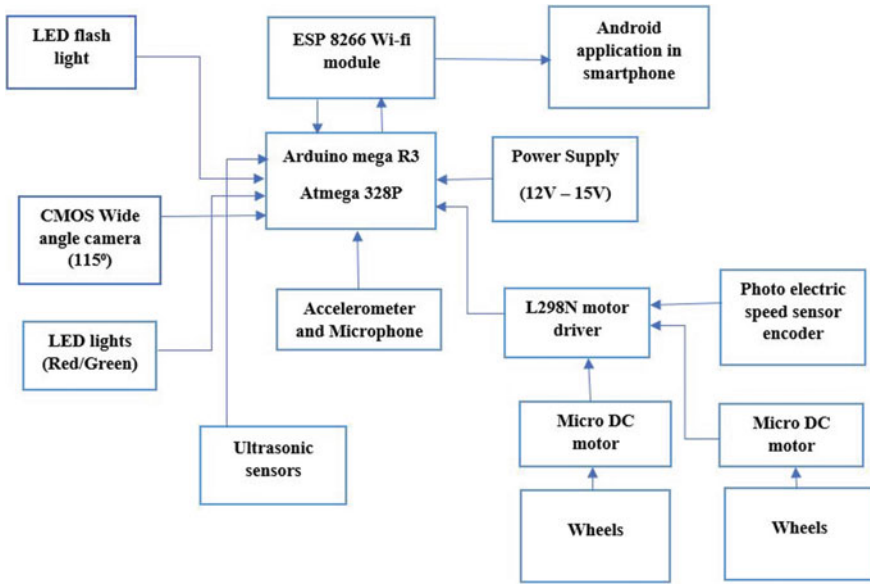 LED flash
light
ESP 8266 Wi-fi
module
Android
application in
smartphone
Arduino mega R3
Atmega 328P
Power Supply
(12V – 15V)
CMOS Wide
angle camera
(115⁰)
Accelerometer
and Microphone
L298N motor
driver
Photo electric
speed sensor
encoder
LED lights
(Red/Green)
Ultrasonic
sensors
Micro DC
motor
Micro DC
motor
Wheels
Wheels